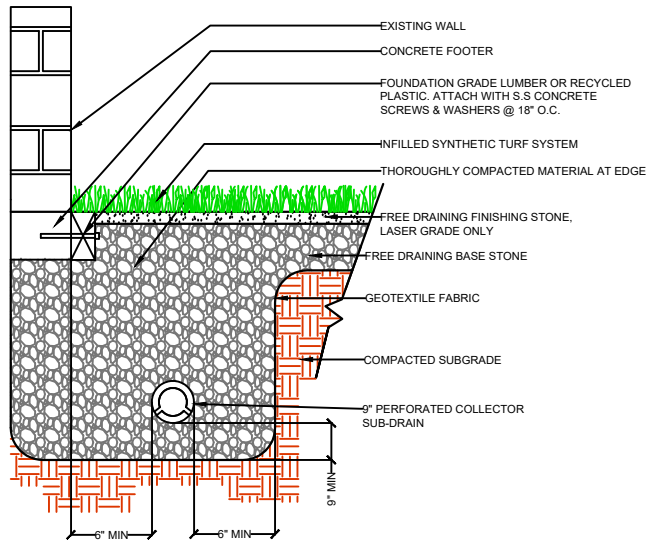 EXISTING WALL
CONCRETE FOOTER
FOUNDATION GRADE LUMBER OR RECYCLED
PLASTIC. ATTACH WITH S.S CONCRETE
SCREWS & WASHERS @ 18" O.C.
INFILLED SYNTHETIC TURF SYSTEM
THOROUGHLY COMPACTED MATERIAL AT EDGE
FREE DRAINING FINISHING STONE,
LASER GRADE ONLY
FREE DRAINING BASE STONE
GEOTEXTILE FABRIC
COMPACTED SUBGRADE
9" PERFORATED COLLECTOR
SUB-DRAIN
9" MIN
6" MIN
6" MIN